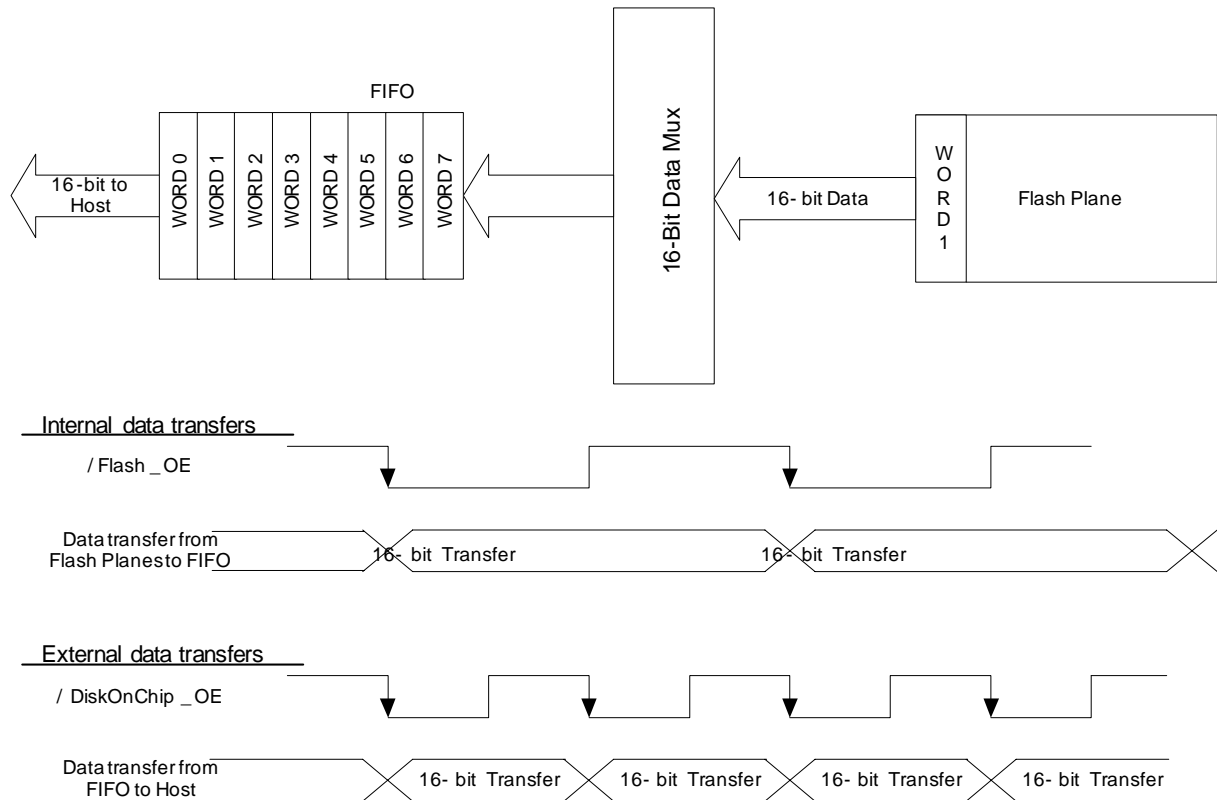 FIFO
16-bit to
Host
WORD 0
WORD 1
WORD 2
WORD 3
WORD 4
WORD 5
WORD 6
WORD 7
16-Bit Data Mux
16- bit Data
WORD1
Flash Plane
Internal data transfers
/ Flash _ OE
Data transfer from
Flash Planes to FIFO
16- bit Transfer
16- bit Transfer
External data transfers
/ DiskOnChip _ OE
Data transfer from
FIFO to Host
16- bit Transfer
16- bit Transfer
16- bit Transfer
16- bit Transfer